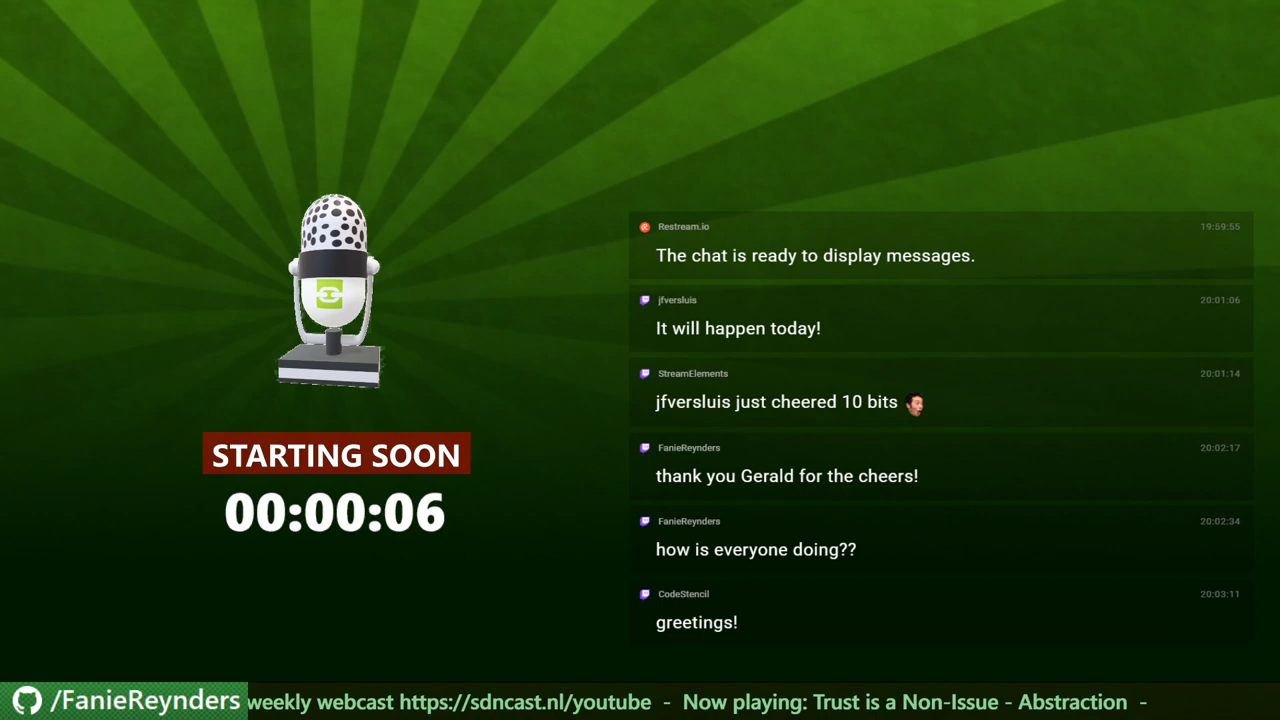 Restream.io 19:59:55
The chat is ready to display messages.
jfversluis 20:01:06
It will happen today!
StreamElements 20:01:14
jfversluis just cheered 10 bits
FanieReynders 20:02:17
thank you Gerald for the cheers!
FanieReynders 20:02:34
how is everyone doing??
CodeStencil 20:03:11
greetings!
STARTING SOON
00:00:06
/FanieReynders weekly webcast https://sdncast.nl/youtube - Now playing: Trust is a Non-Issue - Abstraction -